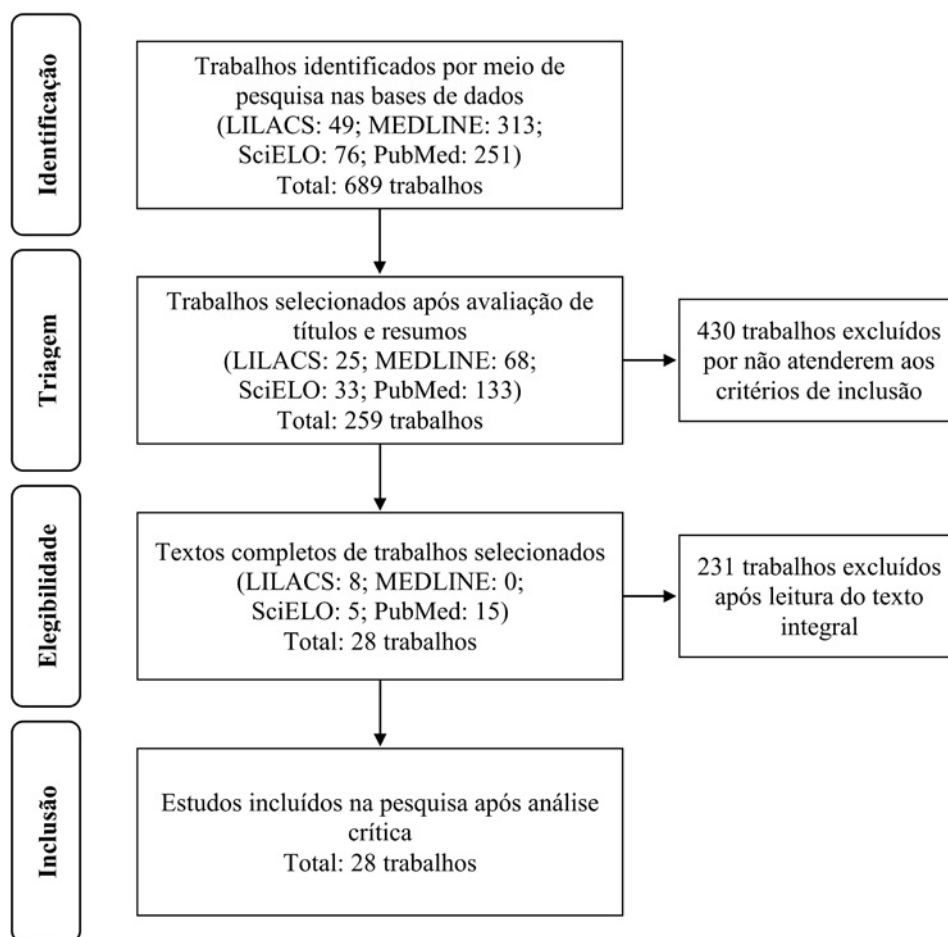 Identificação
Trabalhos identificados por meio de
pesquisa nas bases de dados
(LILACS: 49; MEDLINE: 313;
SciELO: 76; PubMed: 251)
Total: 689 trabalhos
Triagem
Trabalhos selecionados após avaliação de
títulos e resumos
(LILACS: 25; MEDLINE: 68;
SciELO: 33; PubMed: 133)
Total: 259 trabalhos
430 trabalhos excluídos
por não atenderem aos
critérios de inclusão
Elegibilidade
Textos completos de trabalhos selecionados
(LILACS: 8; MEDLINE: 0;
SciELO: 5; PubMed: 15)
Total: 28 trabalhos
231 trabalhos excluídos
após leitura do texto
integral
Inclusão
Estudos incluídos na pesquisa após análise
crítica
Total: 28 trabalhos